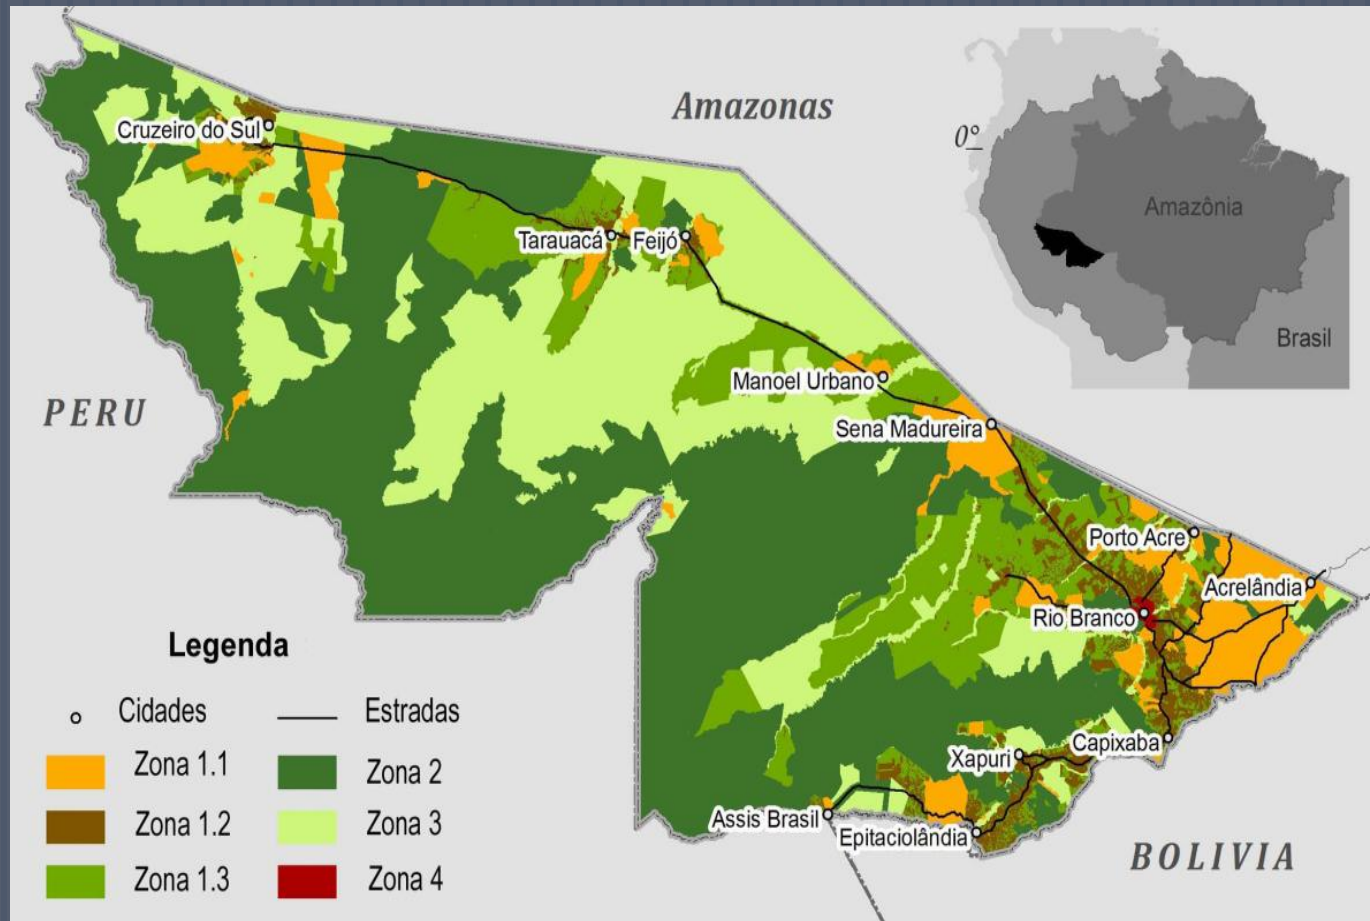 Amazonas
0°
Amazônia
Brasil
Cruzeiro do Sul
Tarauacá
Feijó
Manoel Urbano
PERU
Sena Madureira
Porto Acre
Acrelândia
Rio Branco
Legenda
Cidades
Estradas
Zona 1.1
Zona 2
Zona 1.2
Zona 3
Zona 1.3
Zona 4
Capixaba
Xapuri
Assis Brasil
Epitaciolândia
BOLIVIA